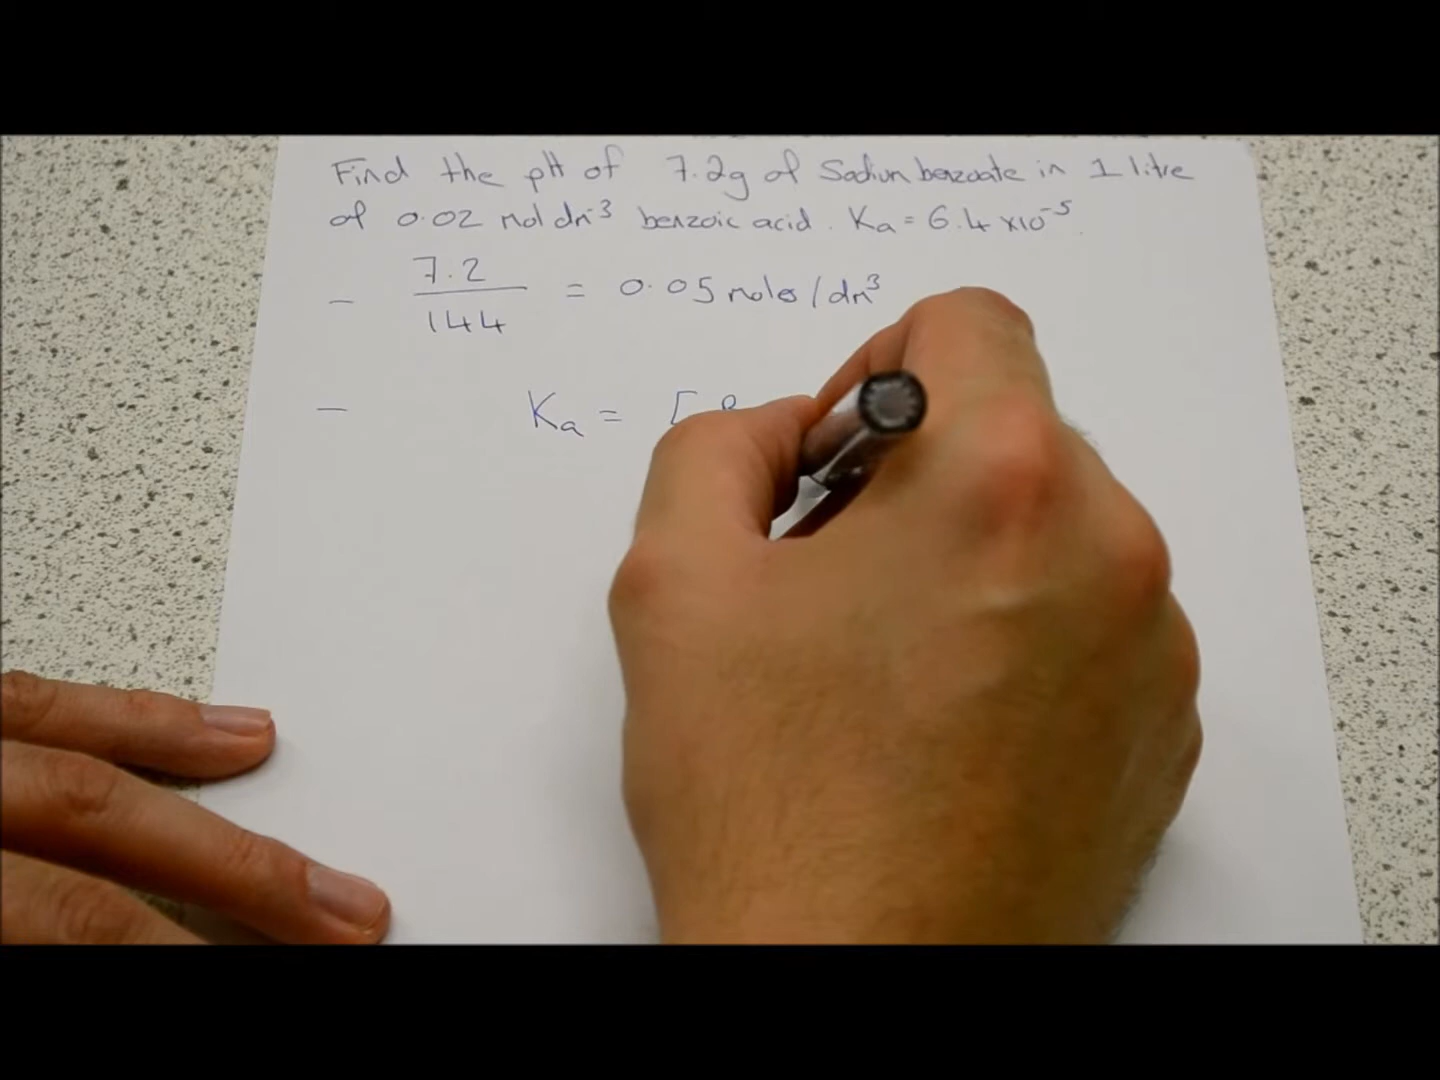 Find the pH of 7.2g of Sodium benzoate in 1 litre
of 0.02 mol dm-3 benzoic acid. Ka = 6.4 x10-5
- 7.2
144
= 0.05 moles/dm3
- Ka = [